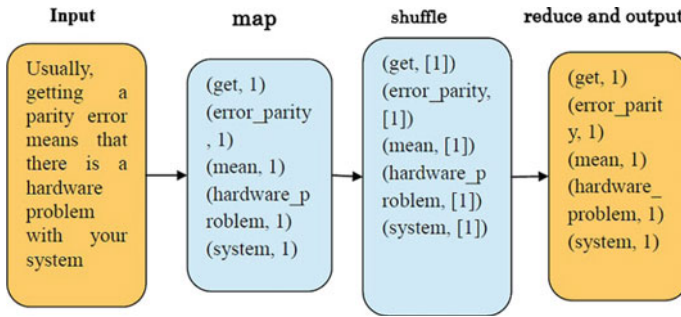 Input
map
shuffle
reduce and output
Usually,
getting a
parity error
means that
there is a
hardware
problem
with your
system
(get, 1)
(error_parity
, 1)
(mean, 1)
(hardware_p
roblem, 1)
(system, 1)
(get, [1])
(error_parity,
[1])
(mean, [1])
(hardware_p
roblem, [1])
(system, [1])
(get, 1)
(error_parit
y, 1)
(mean, 1)
(hardware_
problem, 1)
(system, 1)